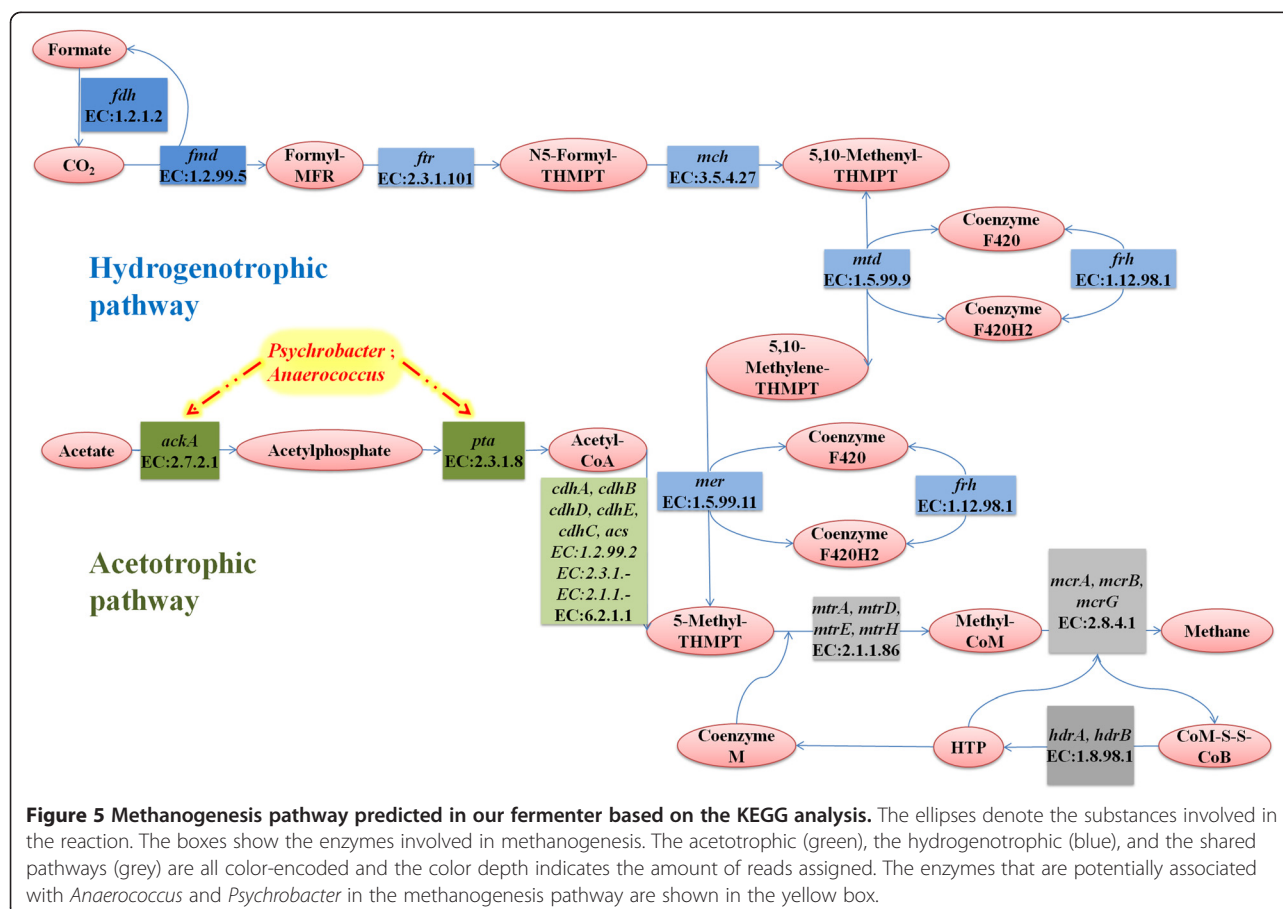 Formate
fdh
EC:1.2.1.2
CO2
fmd
EC:1.2.99.5
Formyl-
MFR
ftr
EC:2.3.1.101
N5-Formyl-
THMPT
mch
EC:3.5.4.27
5,10-Methenyl-
THMPT
Coenzyme
F420
mtd
EC:1.5.99.9
frh
EC:1.12.98.1
Coenzyme
F420H2
Hydrogenotrophic
pathway
5,10-
Methylene-
THMPT
Psychrobacter ;
Anaerococcus
Acetate
ackA
EC:2.7.2.1
Acetylphosphate
pta
EC:2.3.1.8
Acetyl-
CoA
cdhA, cdhB
cdhD, cdhE,
cdhC, acs
EC:1.2.99.2
EC:2.3.1.-
EC:2.1.1.-
EC:6.2.1.1
Coenzyme
F420
mer
EC:1.5.99.11
frh
EC:1.12.98.1
Coenzyme
F420H2
Acetotrophic
pathway
5-Methyl-
THMPT
mtrA, mtrD,
mtrE, mtrH
EC:2.1.1.86
Methyl-
CoM
mcrA, mcrB,
mcrG
EC:2.8.4.1
Methane
Coenzyme
M
HTP
hdrA, hdrB
EC:1.8.98.1
CoM-S-S-
CoB
Figure 5 Methanogenesis pathway predicted in our fermenter based on the KEGG analysis. The ellipses denote the substances involved in
the reaction. The boxes show the enzymes involved in methanogenesis. The acetotrophic (green), the hydrogenotrophic (blue), and the shared
pathways (grey) are all color-encoded and the color depth indicates the amount of reads assigned. The enzymes that are potentially associated
with Anaerococcus and Psychrobacter in the methanogenesis pathway are shown in the yellow box.